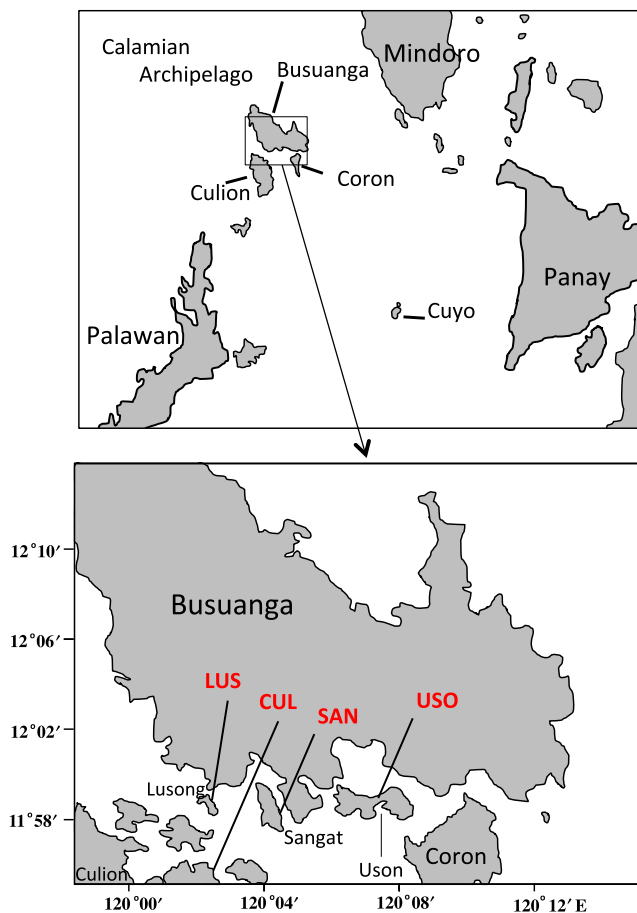 Calamian
Archipelago
Busuanga
Mindoro
Culion
Coron
Panay
Cuyo
Palawan
12˚10′
12˚06′
12˚02′
11˚58′
Busuanga
LUS
CUL
SAN
USO
Lusong
Sangat
Uson
Coron
Culion
120˚00′
120˚04′
120˚08′
120˚12′ E